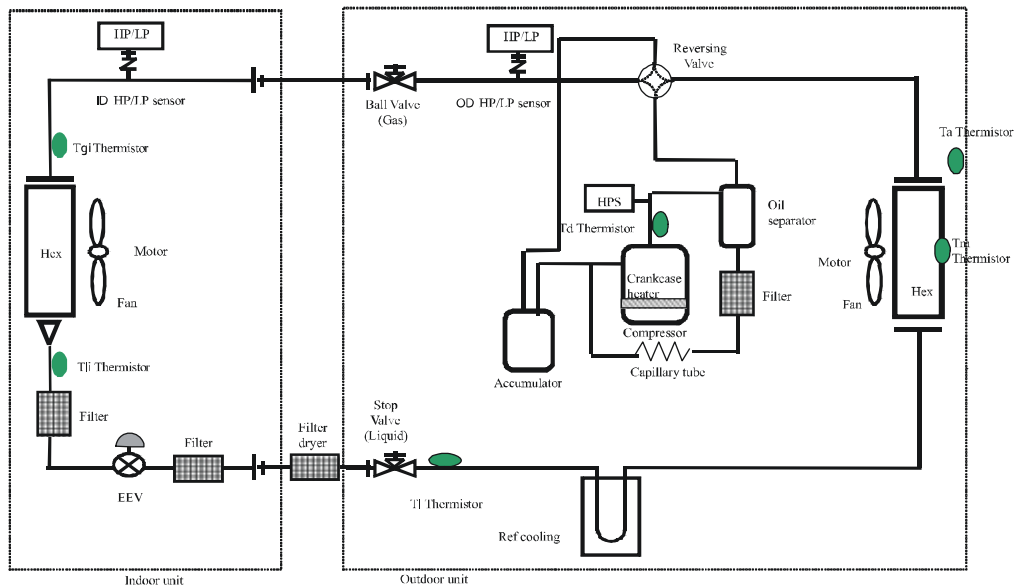 HP/LP
HP/LP
Reversing
Valve
ID HP/LP sensor
Ball Valve
(Gas)
OD HP/LP sensor
Tgi Thermistor
Ta Thermistor
HPS
Oil
separator
Td Thermistor
Hex
Motor
Motor
Tm
Thermistor
Crankcase
heater
Filter
Hex
Fan
Fan
Compressor
Tli Thermistor
Capillary tube
Accumulator
Filter
Stop
Valve
(Liquid)
Filter
Filter
dryer
EEV
Tl Thermistor
Ref cooling
Indoor unit
Outdoor unit